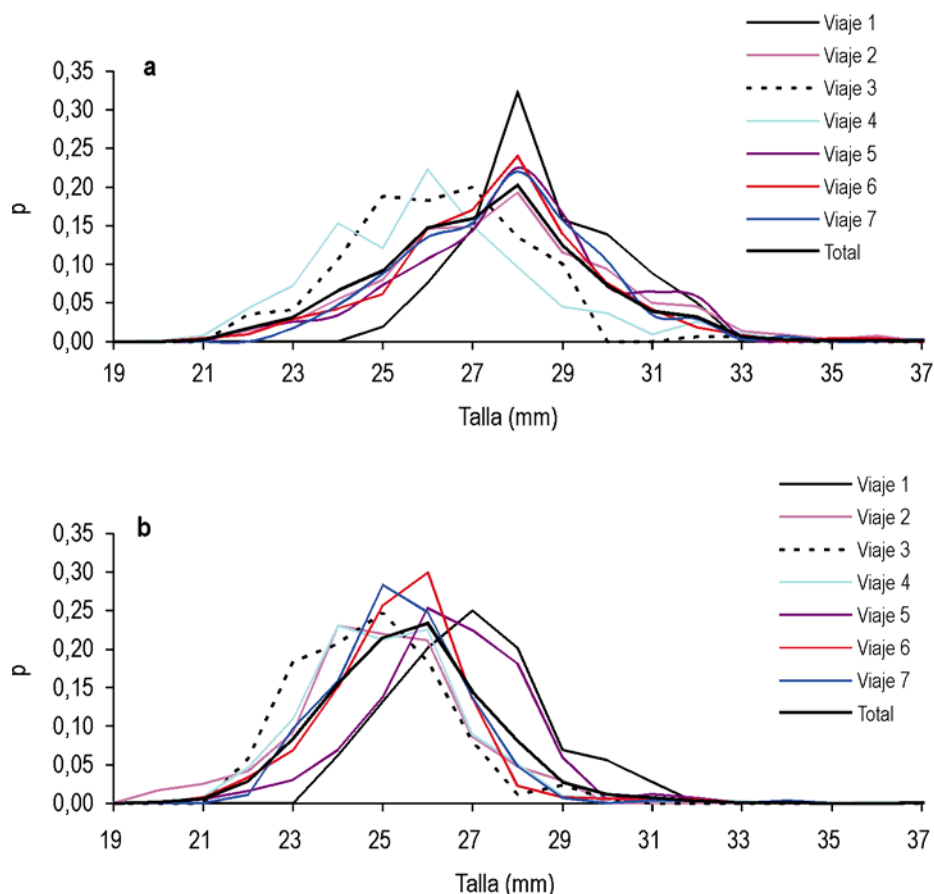 a
Viaje 1
Viaje 2
Viaje 3
Viaje 4
Viaje 5
Viaje 6
Viaje 7
Total
0,35
0,30
0,25
0,20
0,15
0,10
0,05
0,00
p
19 21 23 25 27 29 31 33 35 37
Talla (mm)
b
Viaje 1
Viaje 2
Viaje 3
Viaje 4
Viaje 5
Viaje 6
Viaje 7
Total
0,35
0,30
0,25
0,20
0,15
0,10
0,05
0,00
p
19 21 23 25 27 29 31 33 35 37
Talla (mm)